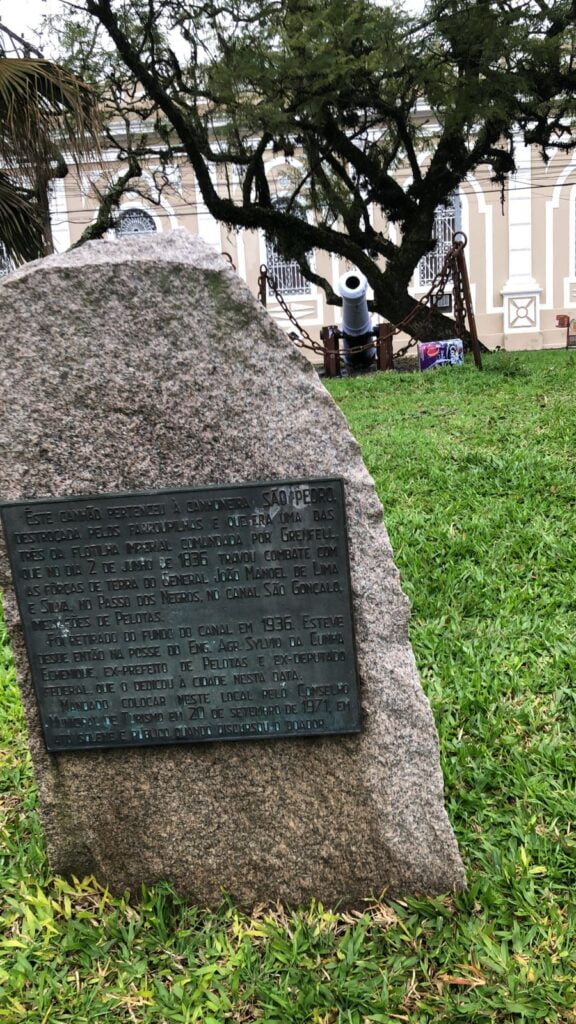 ESTE CANHÃO PERTENCEU À CANHONEIRA SÃO PEDRO,
DESTROÇADA PELOS FARROUPILHAS E QUE ERA UMA DAS
TRÊS DA FLOTILHA IMPERIAL COMANDADA POR GRENFELL,
QUE NO DIA 2 DE JUNHO DE 1836 TRAVOU COMBATE COM
AS FÔRÇAS DE TERRA DO GENERAL JOÃO MANOEL DE LIMA
E SILVA, NO PASSO DOS NEGROS, NO CANAL SÃO GONÇALO,
IMEDIAÇÕES DE PELOTAS.
FOI RETIRADO DO FUNDO DO CANAL EM 1936. ESTEVE
DESDE ENTÃO NA POSSE DO ENG. AGR. SYLVIO DA CUNHA
ECHENIQUE, EX-PREFEITO DE PELOTAS E EX-DEPUTADO
FEDERAL, QUE O DEDICOU À CIDADE NESTA DATA.
MANDADO COLOCAR NESTE LOCAL PELO CONSELHO
MUNICIPAL DE TURISMO EM 20 DE SETEMBRO DE 1971, EM
ATO SOLENE E PÚBLICO QUANDO DISCURSOU O DOADOR.